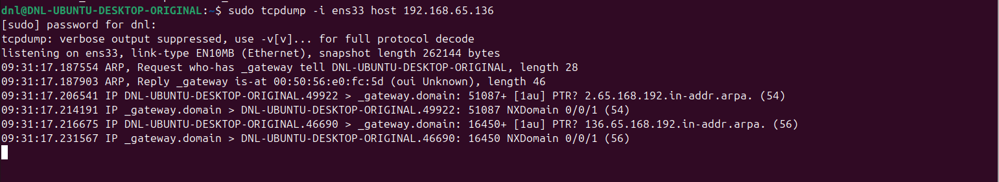 dnl@DNL-UBUNTU-DESKTOP-ORIGINAL:~$ sudo tcpdump -i ens33 host 192.168.65.136
[sudo] password for dnl:
tcpdump: verbose output suppressed, use -v[v]... for full protocol decode
listening on ens33, link-type EN10MB (Ethernet), snapshot length 262144 bytes
09:31:17.187554 ARP, Request who-has _gateway tell DNL-UBUNTU-DESKTOP-ORIGINAL, length 28
09:31:17.187903 ARP, Reply _gateway is-at 00:50:56:e0:fc:5d (oui Unknown), length 46
09:31:17.206541 IP DNL-UBUNTU-DESKTOP-ORIGINAL.49922 > _gateway.domain: 51087+ [1au] PTR? 2.65.168.192.in-addr.arpa. (54)
09:31:17.214191 IP _gateway.domain > DNL-UBUNTU-DESKTOP-ORIGINAL.49922: 51087 NXDomain 0/0/1 (54)
09:31:17.216675 IP DNL-UBUNTU-DESKTOP-ORIGINAL.46690 > _gateway.domain: 16450+ [1au] PTR? 136.65.168.192.in-addr.arpa. (56)
09:31:17.231567 IP _gateway.domain > DNL-UBUNTU-DESKTOP-ORIGINAL.46690: 16450 NXDomain 0/0/1 (56)